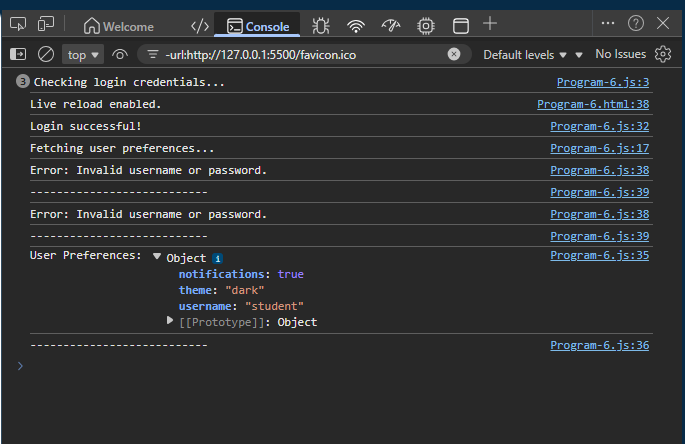 Welcome </> Console
top -url:http://127.0.0.1:5500/favicon.ico Default levels No Issues
3 Checking login credentials... Program-6.js:3
Live reload enabled. Program-6.html:38
Login successful! Program-6.js:32
Fetching user preferences... Program-6.js:17
Error: Invalid username or password. Program-6.js:38
--------------------------- Program-6.js:39
Error: Invalid username or password. Program-6.js:38
--------------------------- Program-6.js:39
User Preferences: Object i Program-6.js:35
notifications: true
theme: "dark"
username: "student"
[[Prototype]]: Object
--------------------------- Program-6.js:36